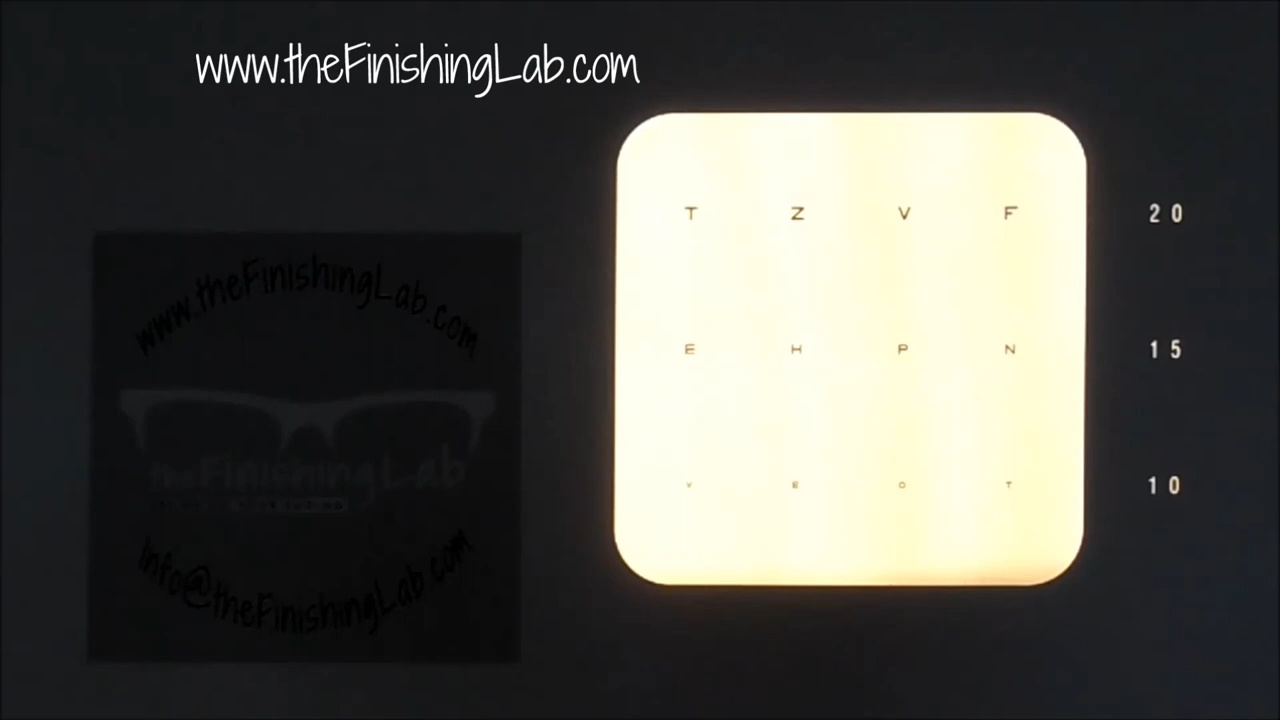 www.theFinishingLab.com
T Z V F 20
E H P N 15
Y E O T 10
www.theFinishingLab.com
theFinishingLab
info@theFinishingLab.com